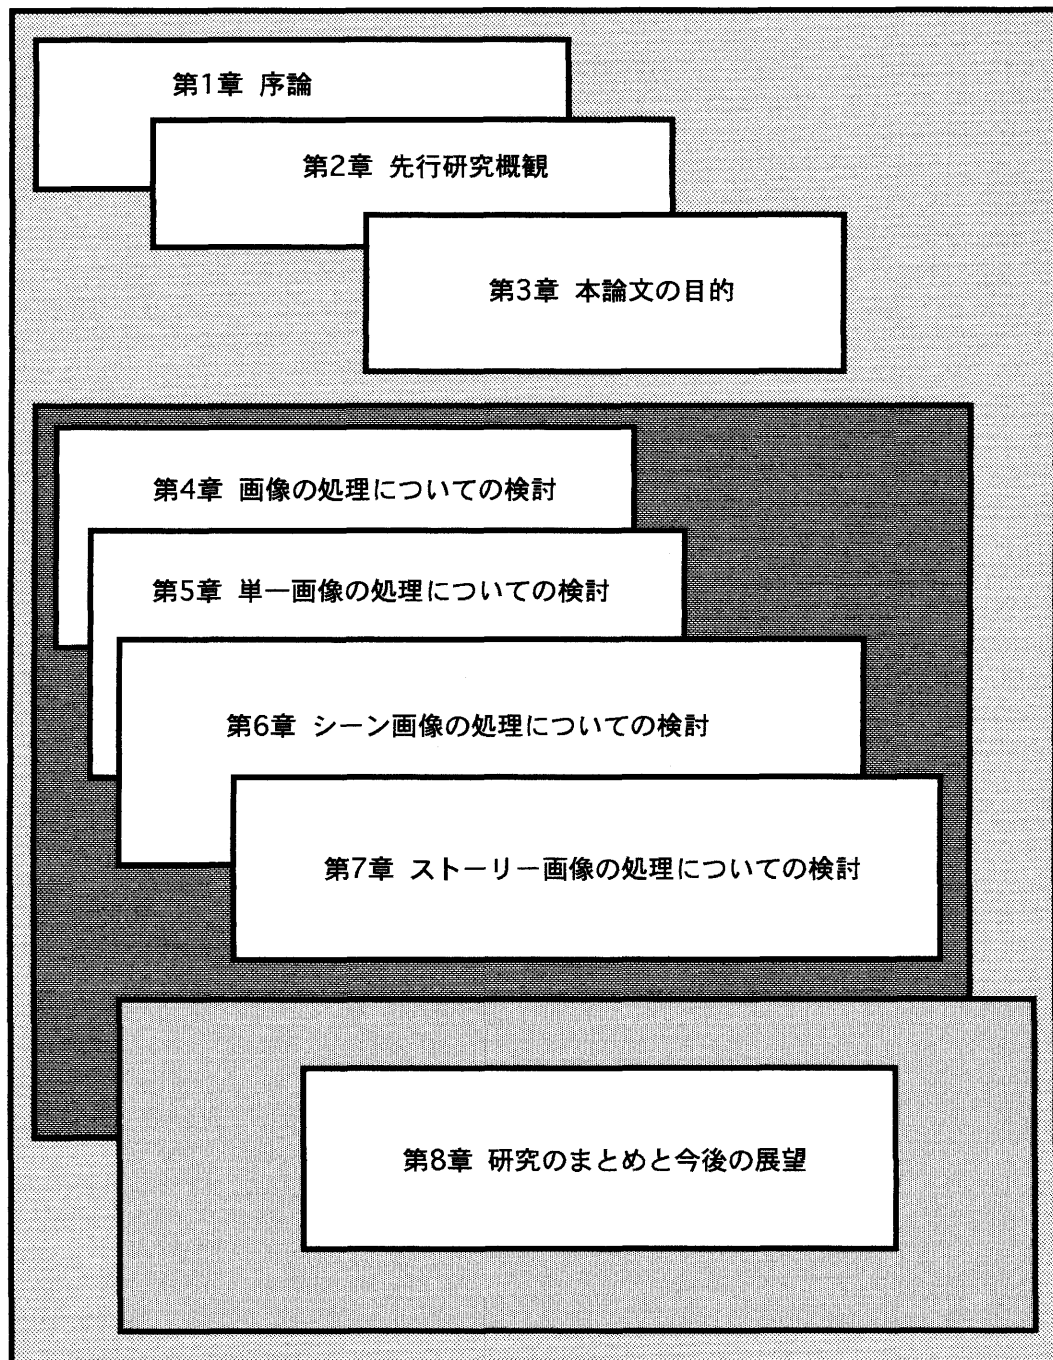 第1章 序論
第2章 先行研究概観
第3章 本論文の目的
第4章 画像の処理についての検討
第5章 単一画像の処理についての検討
第6章 シーン画像の処理についての検討
第7章 ストーリー画像の処理についての検討
第8章 研究のまとめと今後の展望